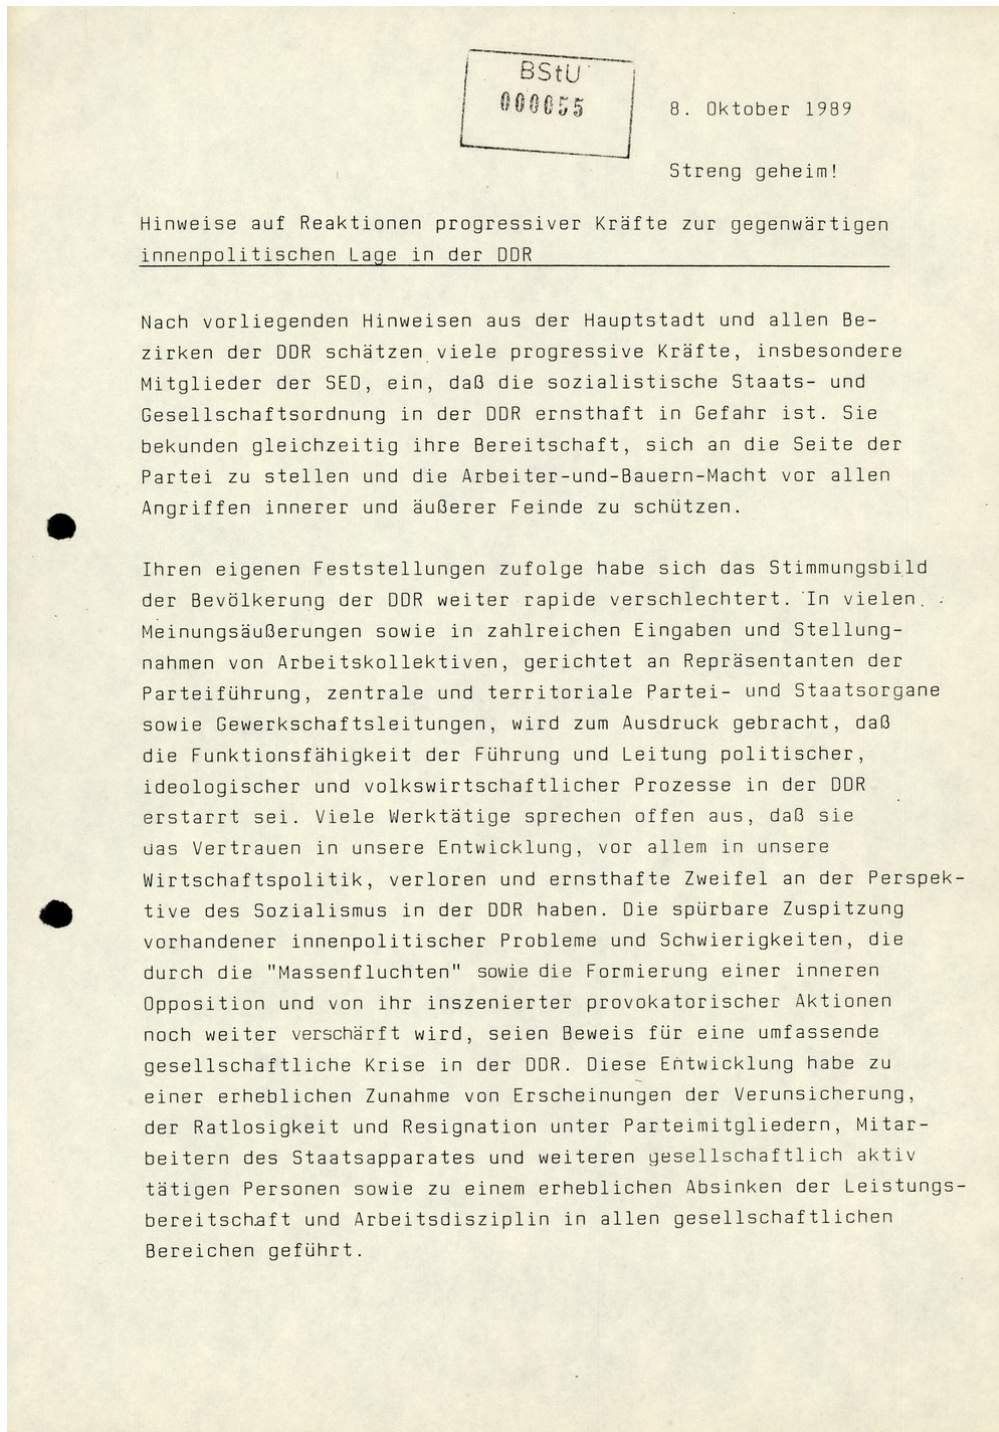 BStU
000055
8. Oktober 1989
Streng geheim!
Hinweise auf Reaktionen progressiver Kräfte zur gegenwärtigen
innenpolitischen Lage in der DDR
Nach vorliegenden Hinweisen aus der Hauptstadt und allen Be-
zirken der DDR schätzen viele progressive Kräfte, insbesondere
Mitglieder der SED, ein, daß die sozialistische Staats- und
Gesellschaftsordnung in der DDR ernsthaft in Gefahr ist. Sie
bekunden gleichzeitig ihre Bereitschaft, sich an die Seite der
Partei zu stellen und die Arbeiter-und-Bauern-Macht vor allen
Angriffen innerer und äußerer Feinde zu schützen.
Ihren eigenen Feststellungen zufolge habe sich das Stimmungsbild
der Bevölkerung der DDR weiter rapide verschlechtert. In vielen
Meinungsäußerungen sowie in zahlreichen Eingaben und Stellung-
nahmen von Arbeitskollektiven, gerichtet an Repräsentanten der
Parteiführung, zentrale und territoriale Partei- und Staatsorgane
sowie Gewerkschaftsleitungen, wird zum Ausdruck gebracht, daß
die Funktionsfähigkeit der Führung und Leitung politischer,
ideologischer und volkswirtschaftlicher Prozesse in der DDR
erstarrt sei. Viele Werktätige sprechen offen aus, daß sie
das Vertrauen in unsere Entwicklung, vor allem in unsere
Wirtschaftspolitik, verloren und ernsthafte Zweifel an der Perspek-
tive des Sozialismus in der DDR haben. Die spürbare Zuspitzung
vorhandener innenpolitischer Probleme und Schwierigkeiten, die
durch die "Massenfluchten" sowie die Formierung einer inneren
Opposition und von ihr inszenierter provokatorischer Aktionen
noch weiter verschärft wird, seien Beweis für eine umfassende
gesellschaftliche Krise in der DDR. Diese Entwicklung habe zu
einer erheblichen Zunahme von Erscheinungen der Verunsicherung,
der Ratlosigkeit und Resignation unter Parteimitgliedern, Mitar-
beitern des Staatsapparates und weiteren gesellschaftlich aktiv
tätigen Personen sowie zu einem erheblichen Absinken der Leistungs-
bereitschaft und Arbeitsdisziplin in allen gesellschaftlichen
Bereichen geführt.